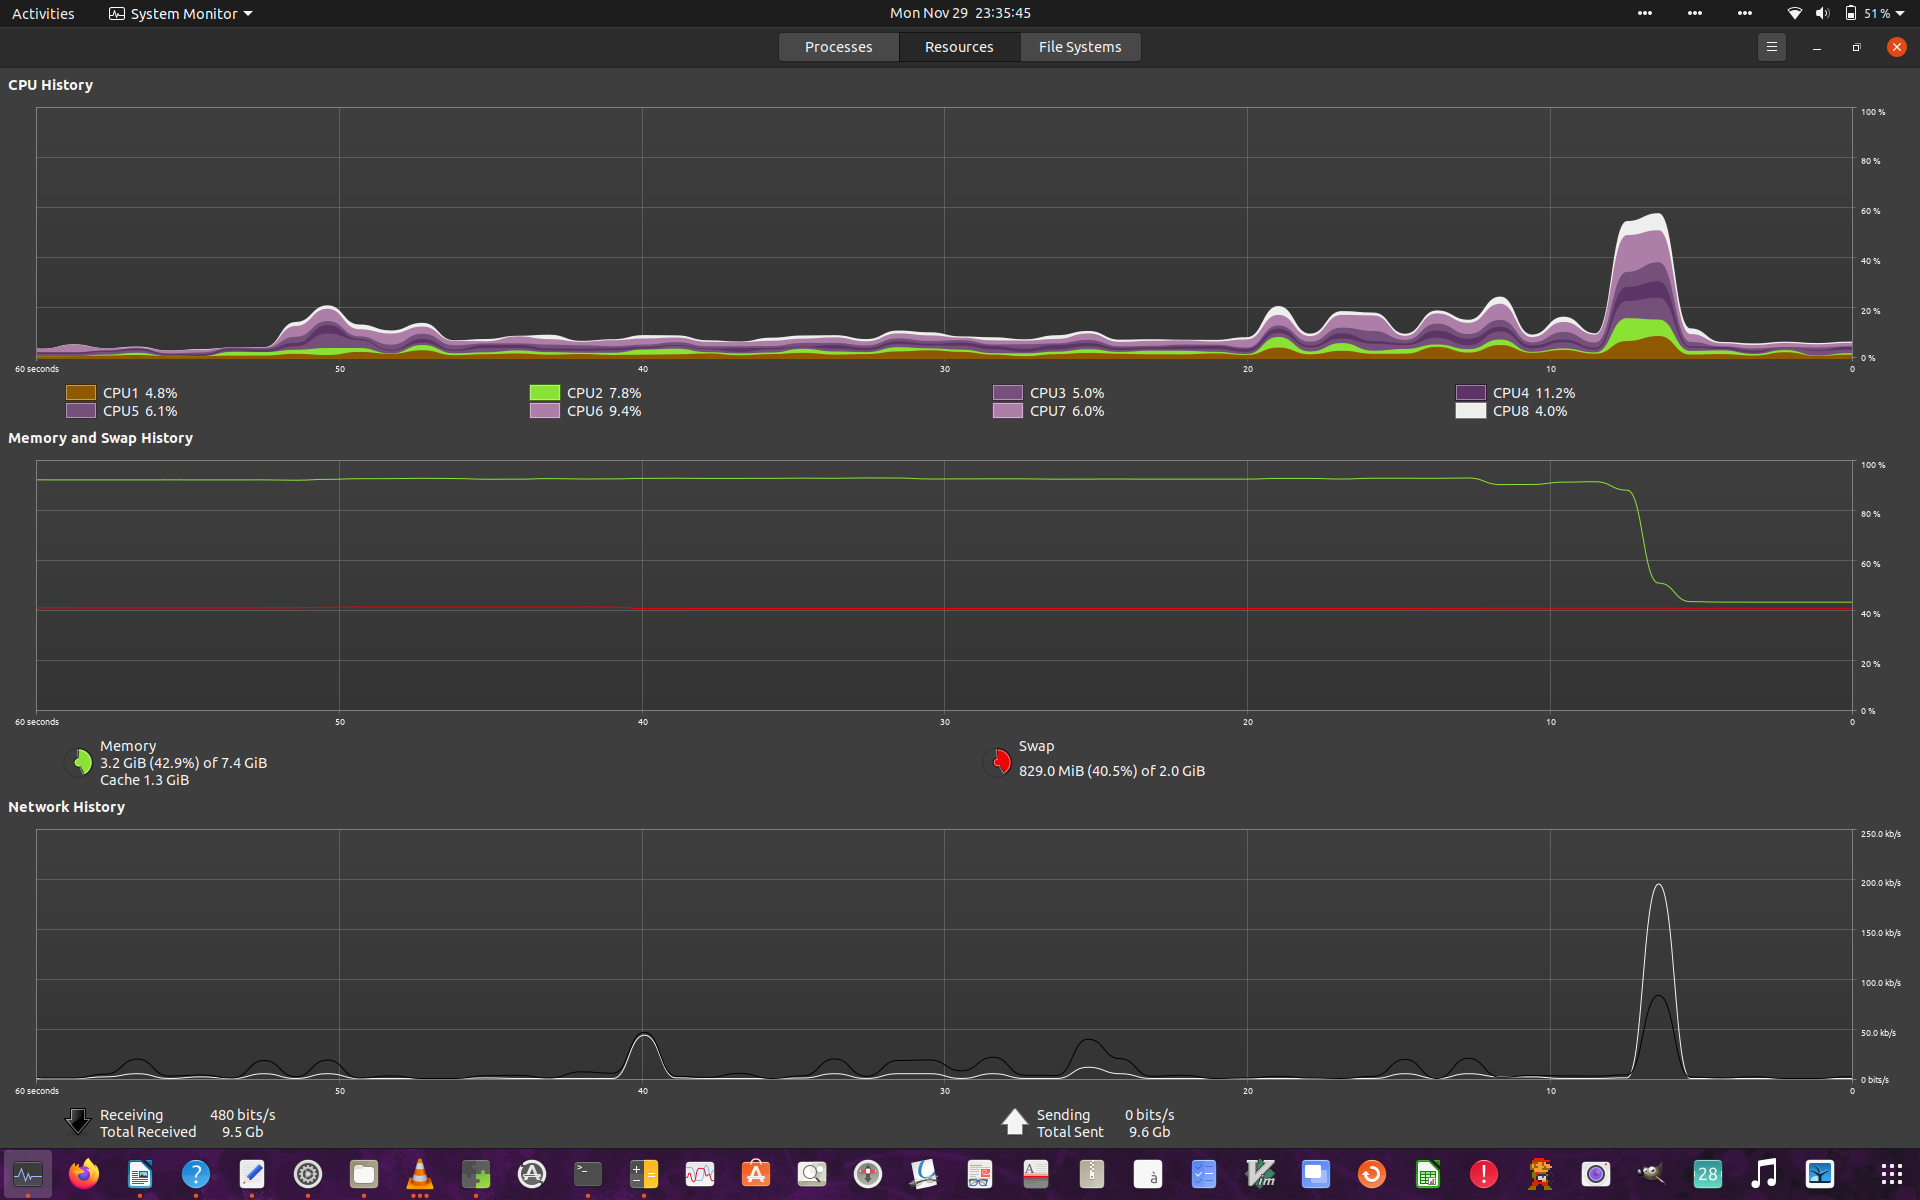 Activities
System Monitor
Mon Nov 29 23:35:45
51 %
Processes
Resources
File Systems
CPU History
100 %
80 %
60 %
40 %
20 %
0 %
60 seconds 50 40 30 20 10 0
CPU1 4.8% CPU2 7.8% CPU3 5.0% CPU4 11.2%
CPU5 6.1% CPU6 9.4% CPU7 6.0% CPU8 4.0%
Memory and Swap History
100 %
80 %
60 %
40 %
20 %
0 %
60 seconds 50 40 30 20 10 0
Memory
3.2 GiB (42.9%) of 7.4 GiB
Cache 1.3 GiB
Swap
829.0 MiB (40.5%) of 2.0 GiB
Network History
250.0 kb/s
200.0 kb/s
150.0 kb/s
100.0 kb/s
50.0 kb/s
0 bits/s
60 seconds 50 40 30 20 10 0
Receiving 480 bits/s
Total Received 9.5 Gb
Sending 0 bits/s
Total Sent 9.6 Gb
28